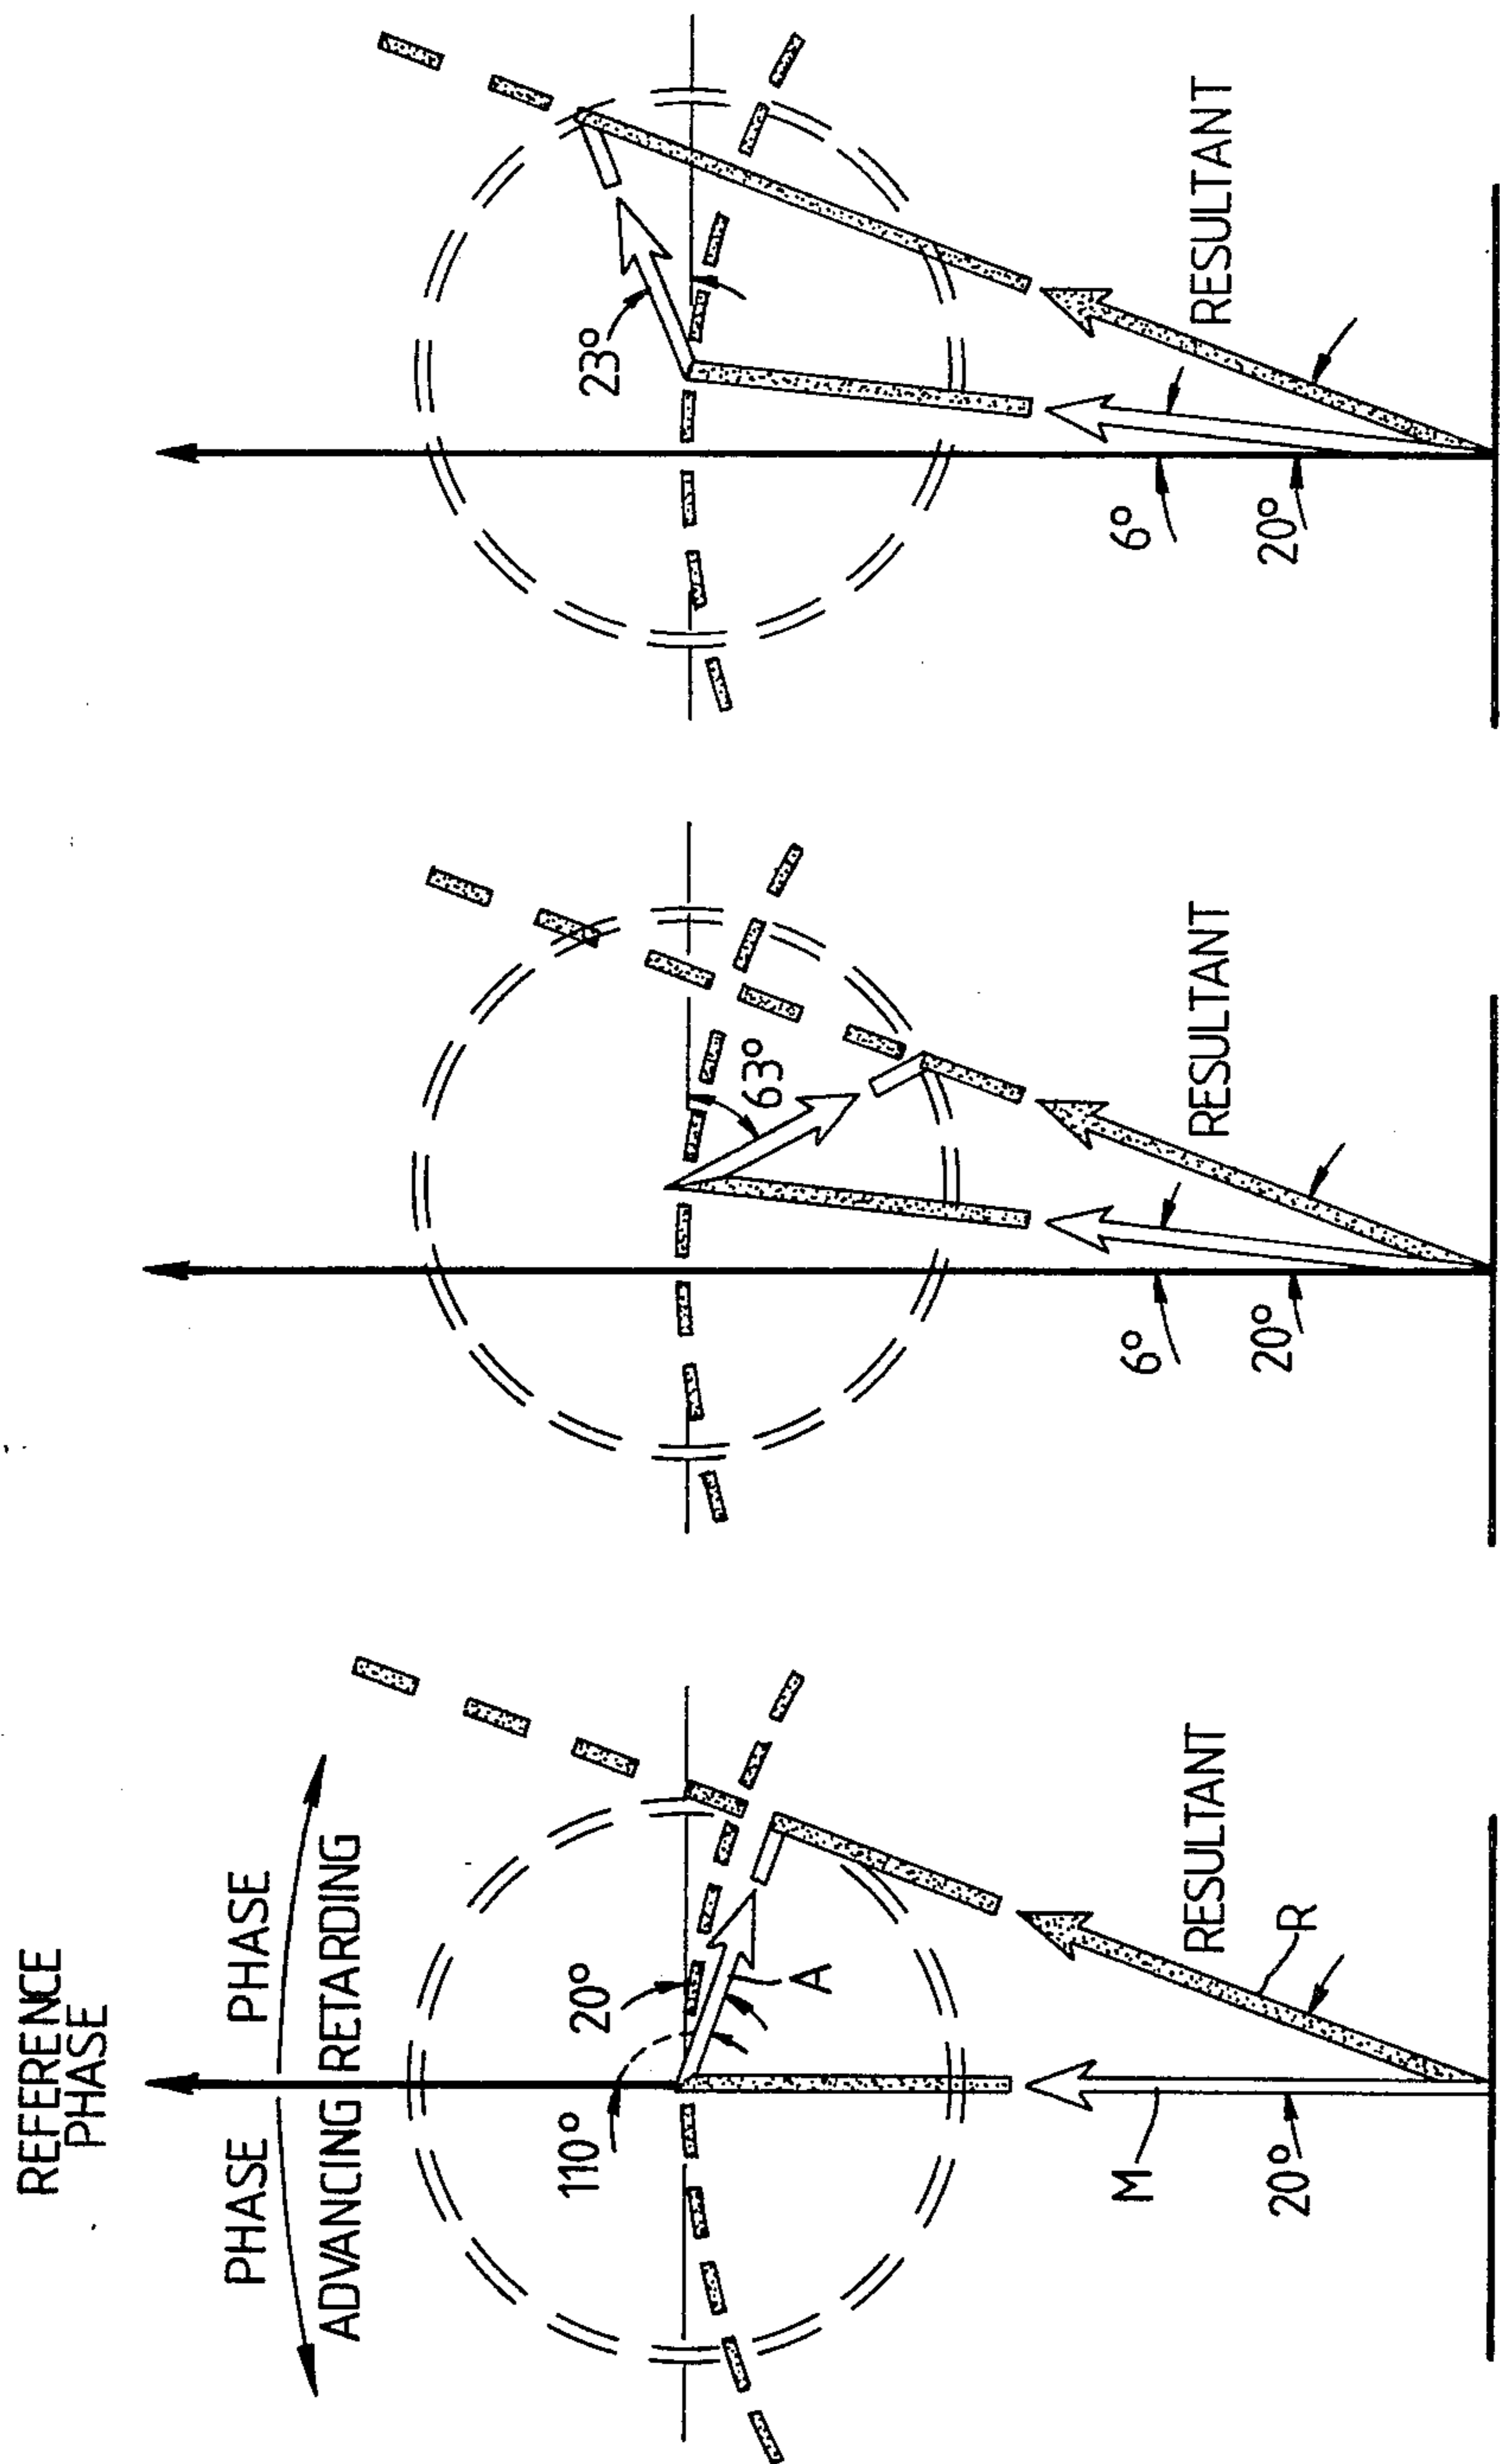 REFERENCE
PHASE
PHASE PHASE
ADVANCING RETARDING
110°
20°
A
M
20°
R
RESULTANT
63°
6°
20°
RESULTANT
23°
6°
20°
RESULTANT